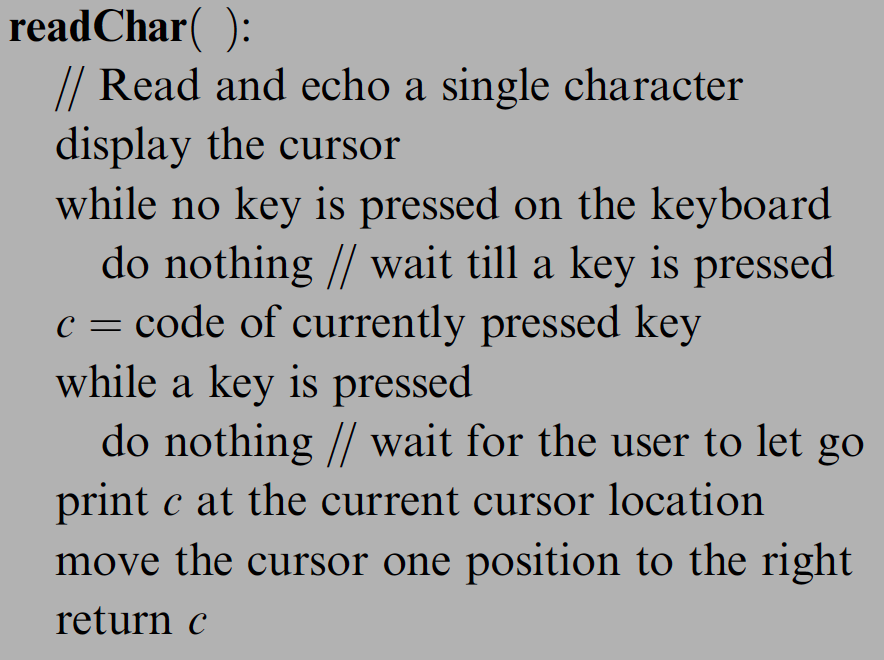 readChar( ):
// Read and echo a single character
display the cursor
while no key is pressed on the keyboard
do nothing // wait till a key is pressed
c = code of currently pressed key
while a key is pressed
do nothing // wait for the user to let go
print c at the current cursor location
move the cursor one position to the right
return c